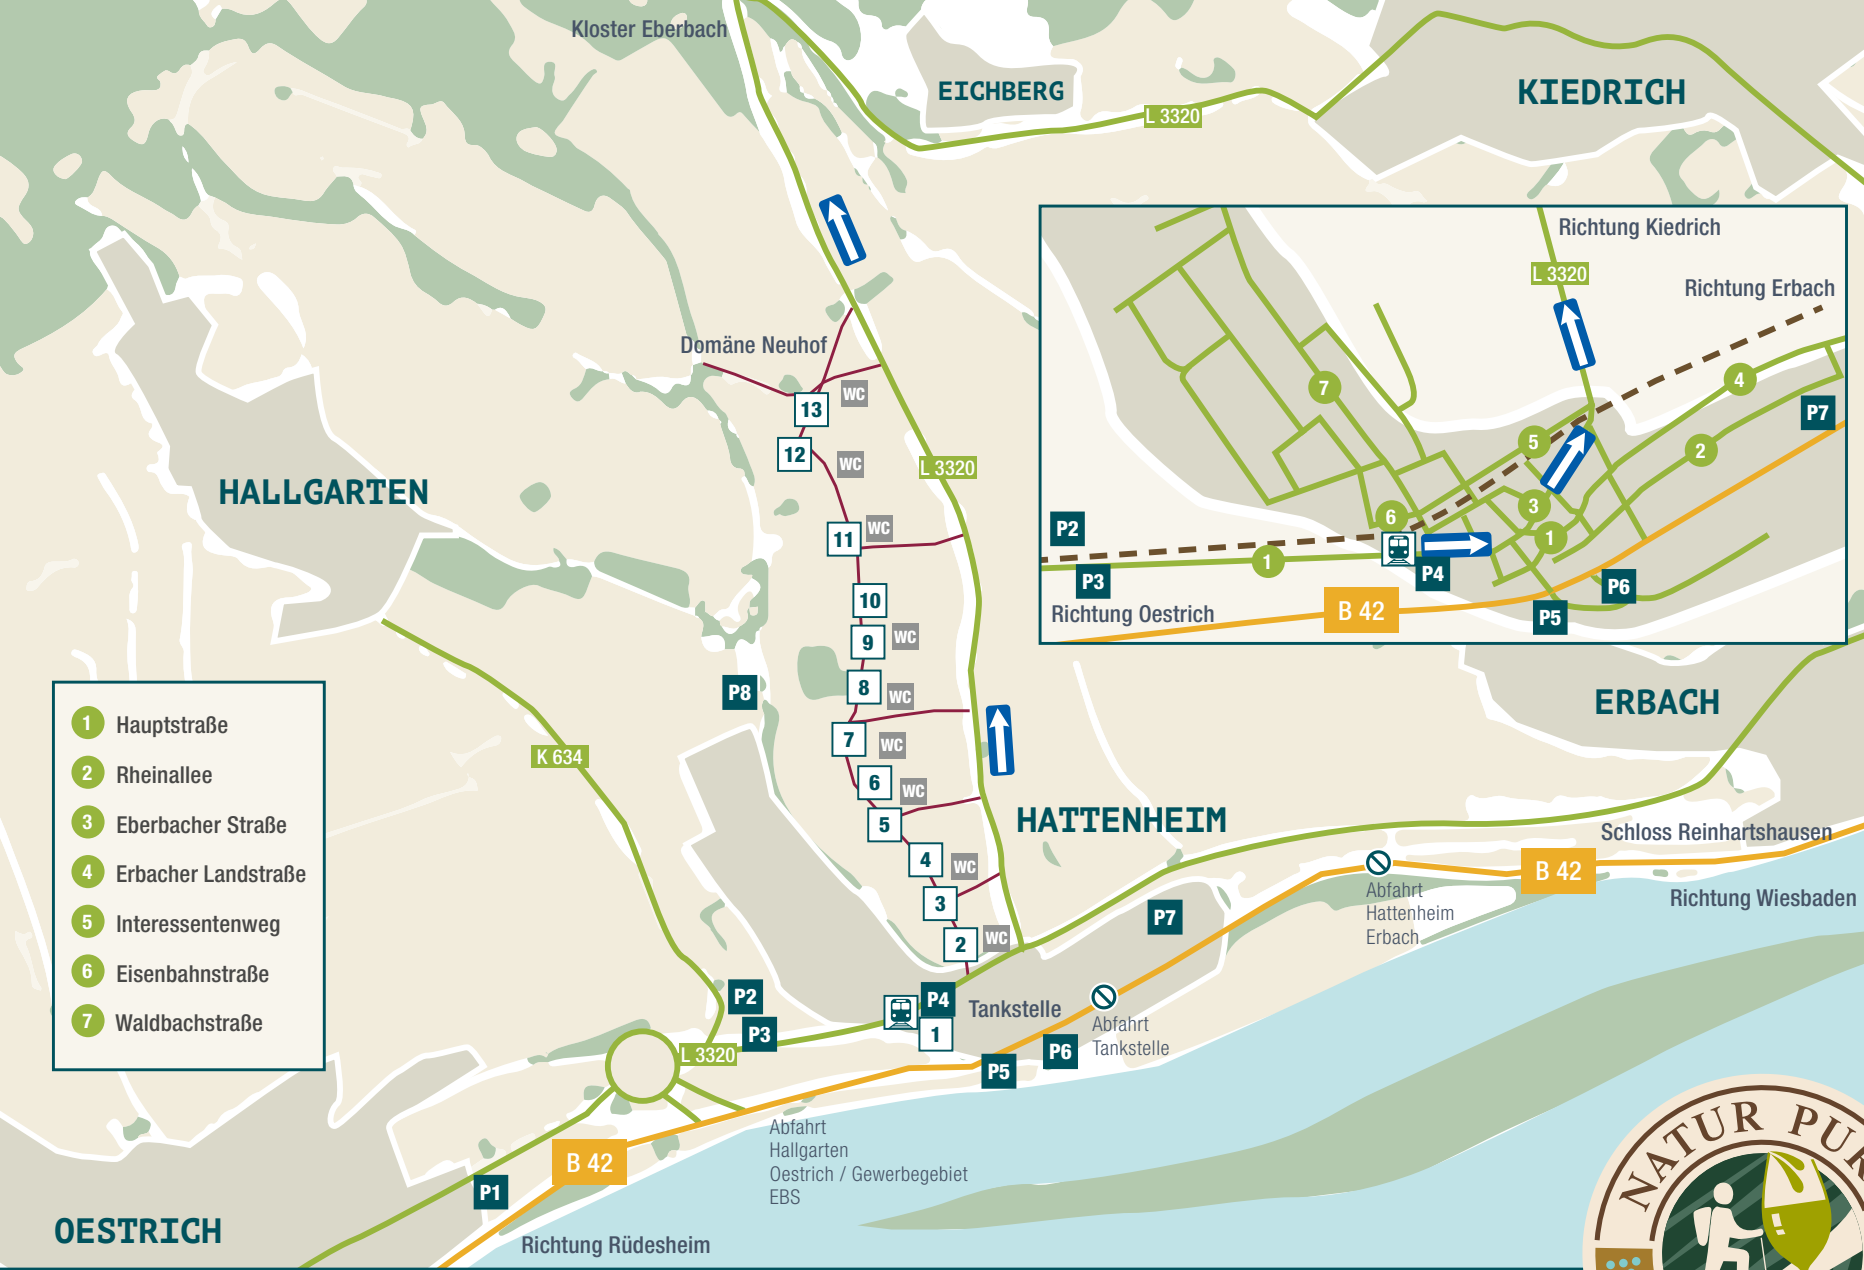 Kloster Eberbach
EICHBERG
KIEDRICH
L 3320
Richtung Kiedrich
L 3320
Richtung Erbach
7
4
5
2
P7
3
6
1
P2
1
P3
P4
P6
P5
Richtung Oestrich
B 42
Domäne Neuhof
13
WC
12
WC
L 3320
HALLGARTEN
11
WC
10
9
WC
8
WC
P8
7
WC
6
WC
5
4
WC
3
2
WC
K 634
HATTENHEIM
ERBACH
1 Hauptstraße
2 Rheinallee
3 Eberbacher Straße
4 Erbacher Landstraße
5 Interessentenweg
6 Eisenbahnstraße
7 Waldbachstraße
Schloss Reinhartshausen
B 42
Richtung Wiesbaden
Abfahrt
Hattenheim
Erbach
P7
P2
P3
P4
1
Tankstelle
Abfahrt
Tankstelle
P6
P5
L 3320
Abfahrt
Hallgarten
Oestrich / Gewerbegebiet
EBS
B 42
P1
OESTRICH
Richtung Rüdesheim
NATUR PUR